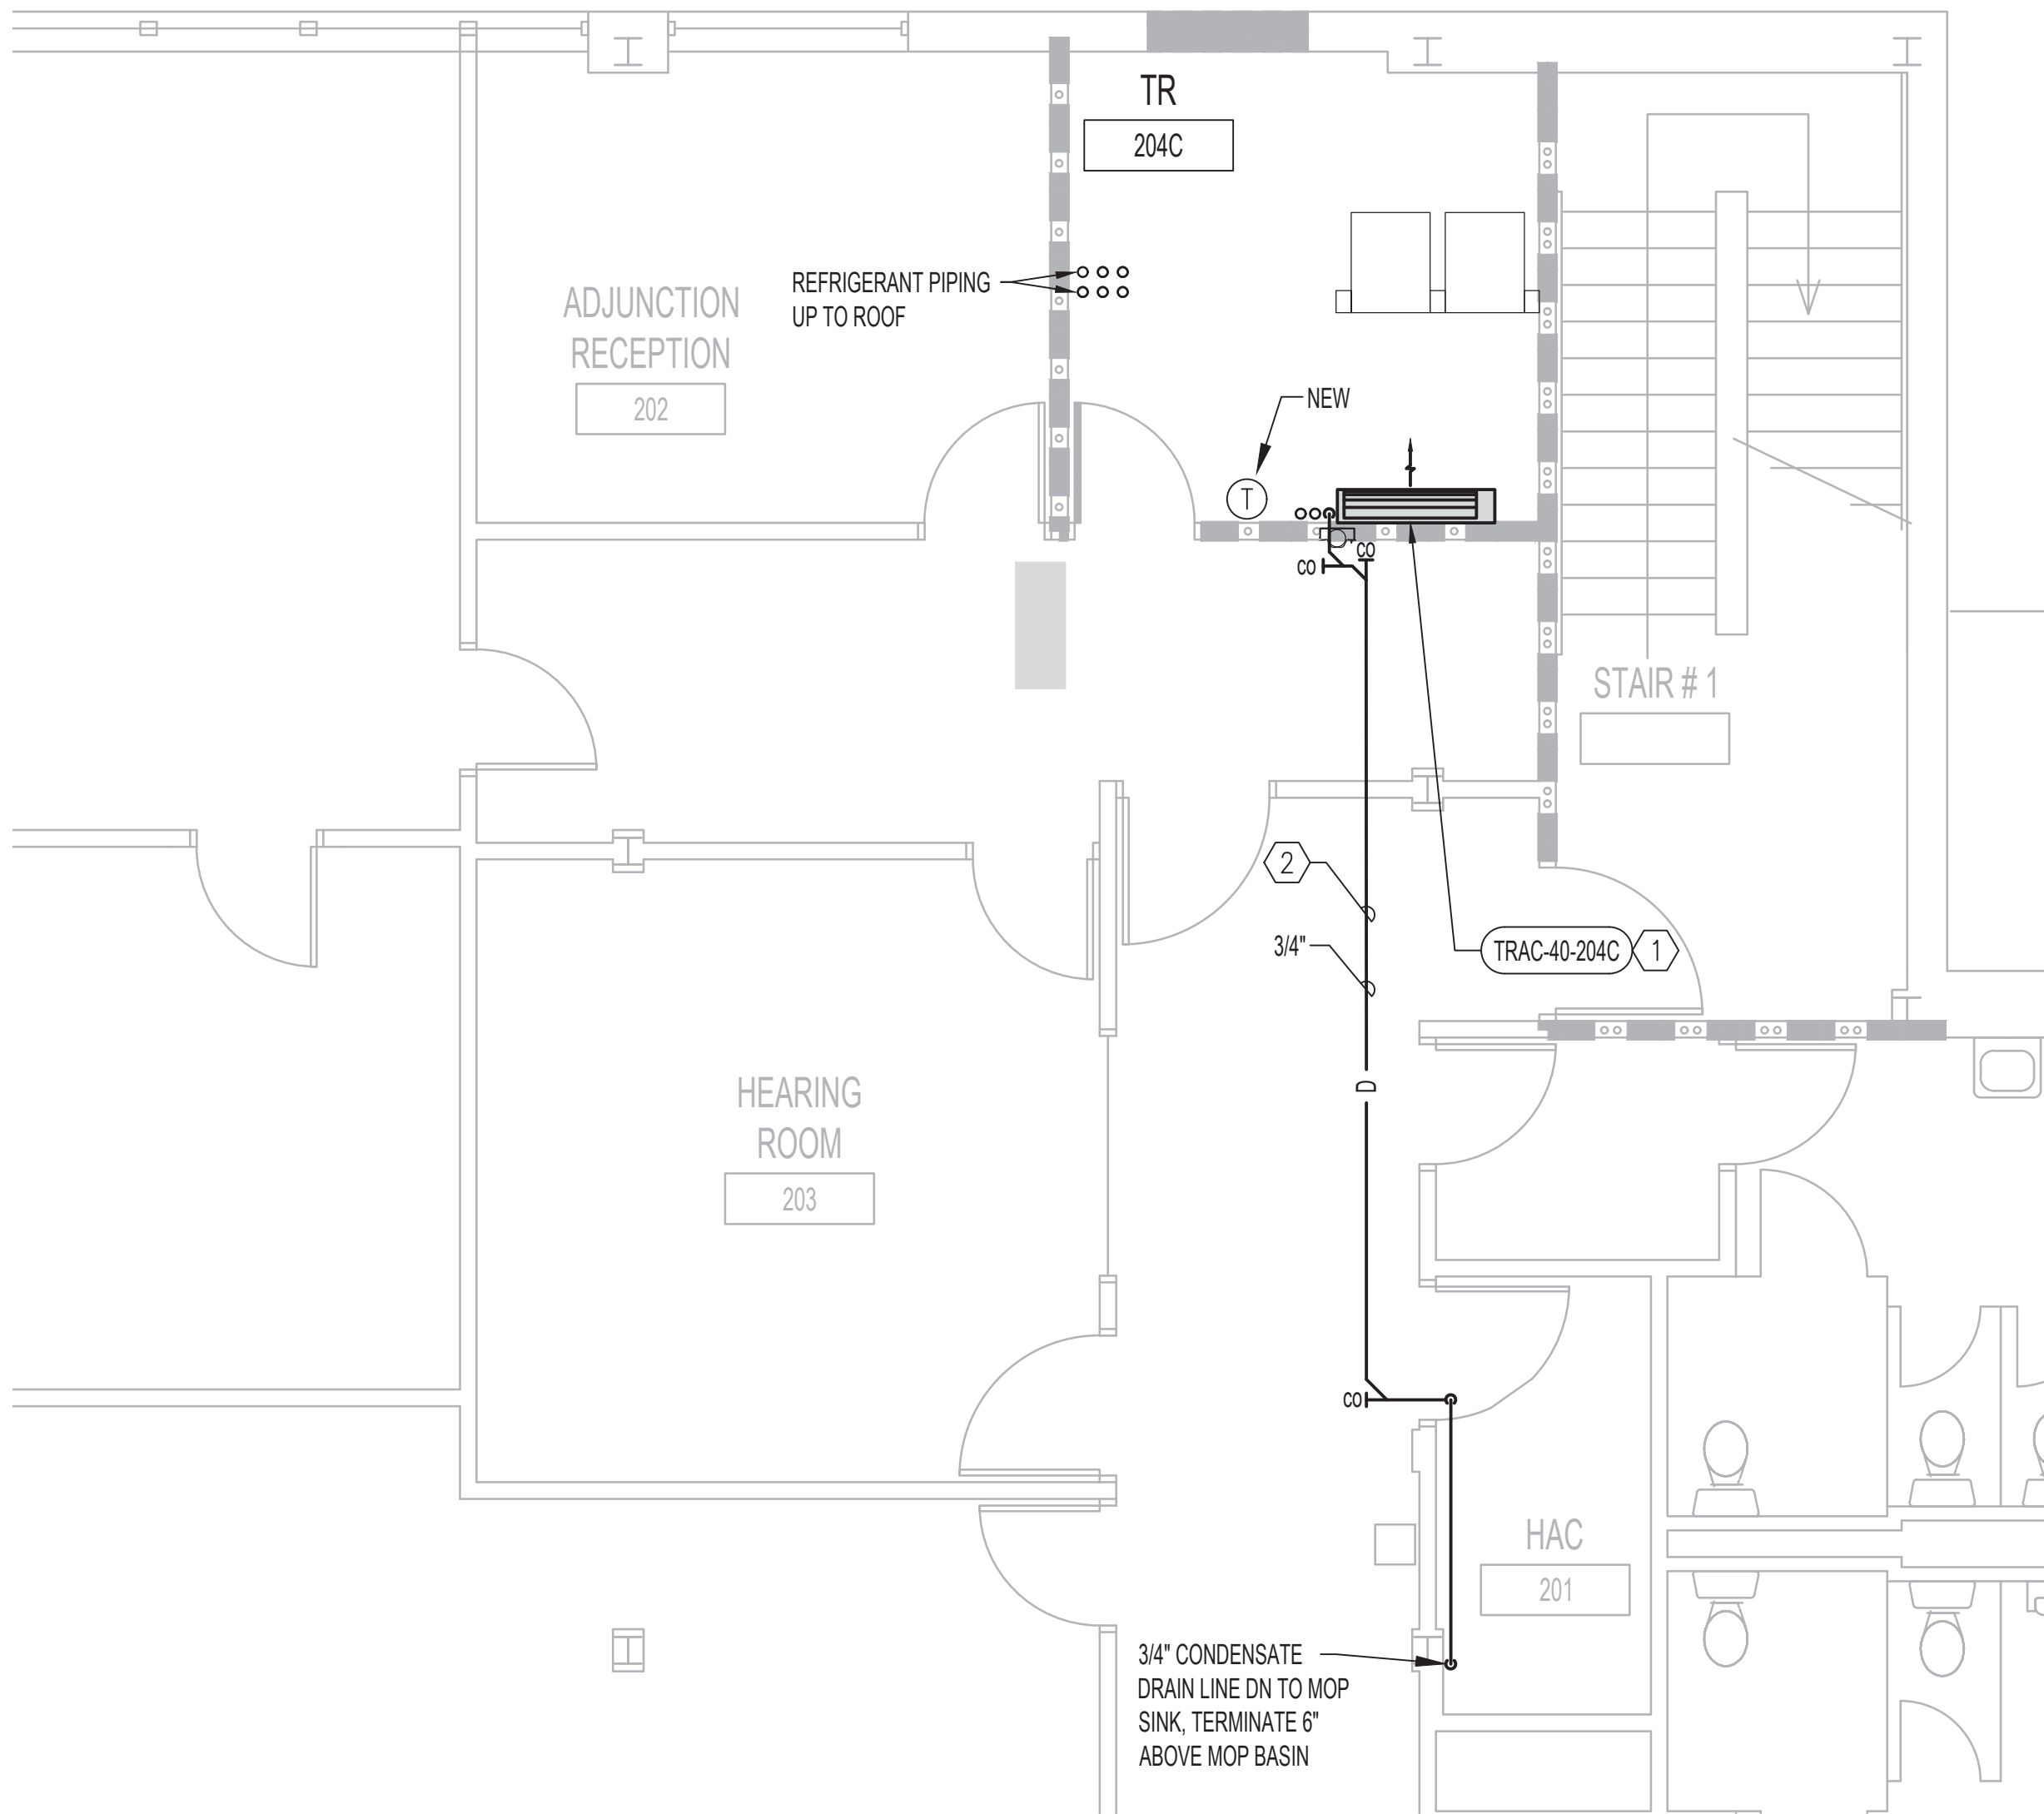 TR
204C
REFRIGERANT PIPING
UP TO ROOF
ADJUNCTION
RECEPTION
202
NEW
T
CO
CO
STAIR # 1
2
3/4"
TRAC-40-204C
1
D
HEARING
ROOM
203
CO
HAC
201
3/4" CONDENSATE
DRAIN LINE DN TO MOP
SINK, TERMINATE 6"
ABOVE MOP BASIN